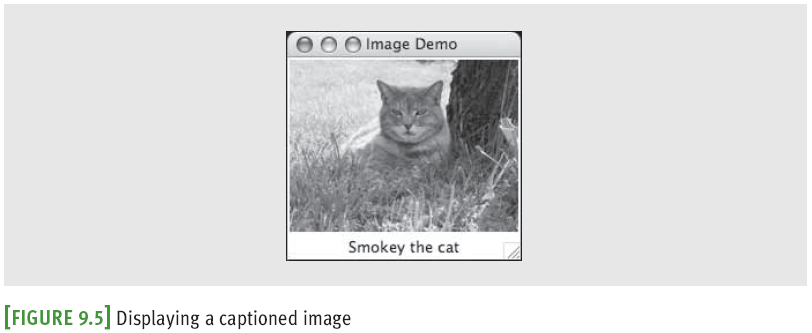 Image Demo
Smokey the cat
[FIGURE 9.5] Displaying a captioned image